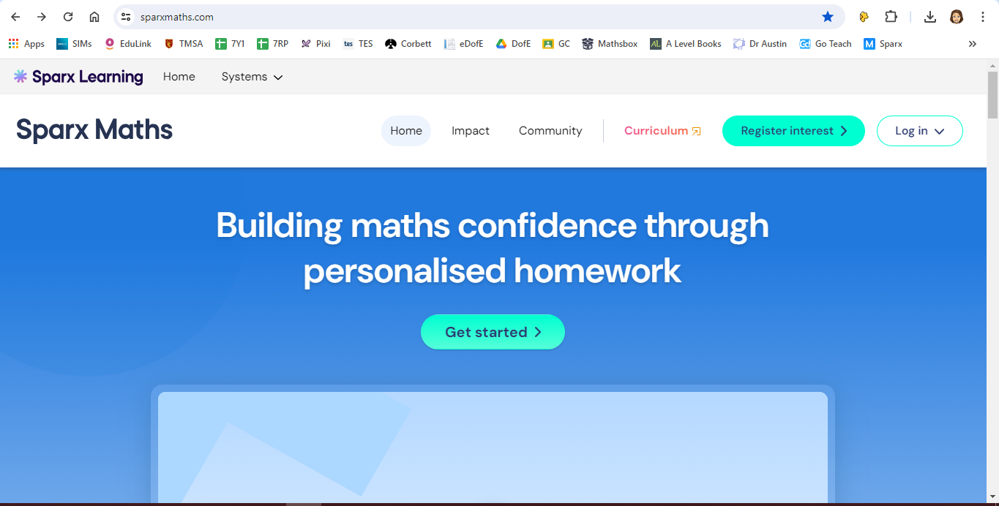 sparxmaths.com
Apps SIMs EduLink TMSA 7Y1 7RP Pixi tes TES Corbett eDofE DofE GC Mathsbox AL A Level Books Dr Austin Go Teach M Sparx
Sparx Learning Home Systems
Sparx Maths Home Impact Community Curriculum Register interest Log in
Building maths confidence through
personalised homework
Get started